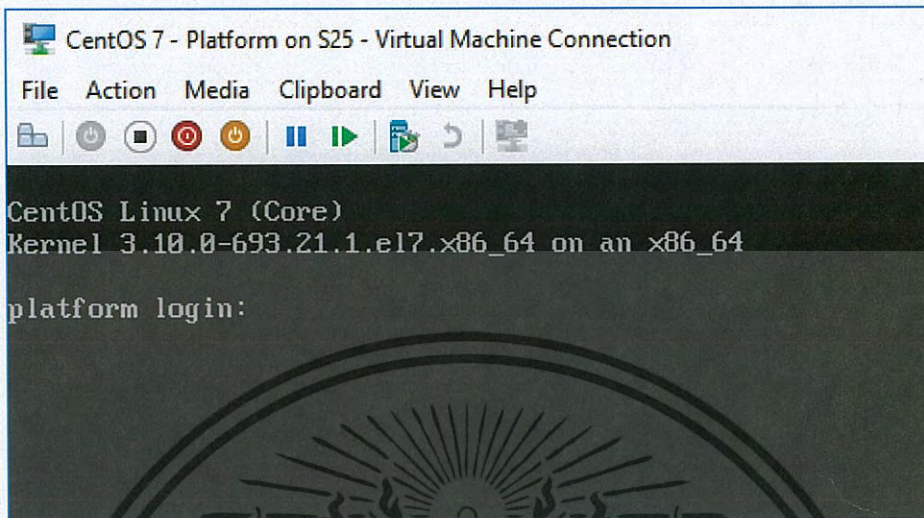 CentOS 7 - Platform on S25 - Virtual Machine Connection
File Action Media Clipboard View Help
CentOS Linux 7 (Core)
Kernel 3.10.0-693.21.1.el7.x86_64 on an x86_64
platform login: